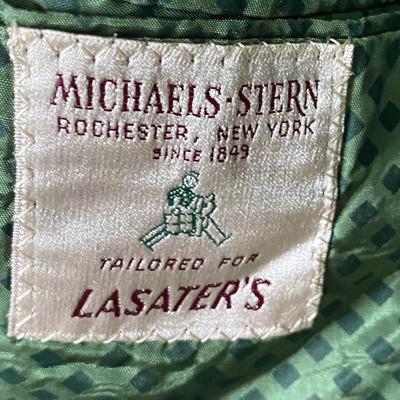 MICHAELS·STERN
ROCHESTER, NEW YORK
SINCE 1849
TAILORED FOR
LASATER'S